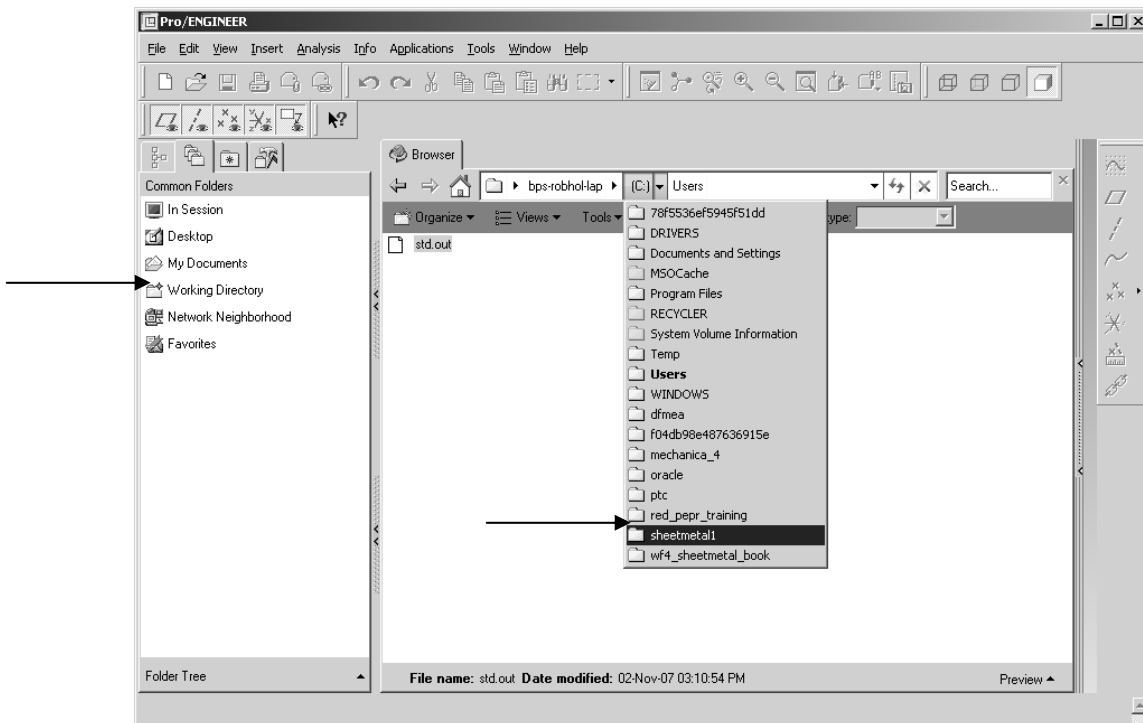 Pro/ENGINEER
File Edit View Insert Analysis Info Applications Tools Window Help
Browser
Common Folders
bps-robhol-lap (C:) Users Search...
In Session
Organize Views Tools ype:
78f5536ef5945f51dd
std.out
Desktop
DRIVERS
Documents and Settings
My Documents
MSOCache
Working Directory
Program Files
Network Neighborhood
RECYCLER
System Volume Information
Favorites
Temp
Users
WINDOWS
dfmea
f04db98e487636915e
mechanica_4
oracle
ptc
red_pepr_training
sheetmetal1
wf4_sheetmetal_book
Folder Tree
File name: std.out Date modified: 02-Nov-07 03:10:54 PM Preview